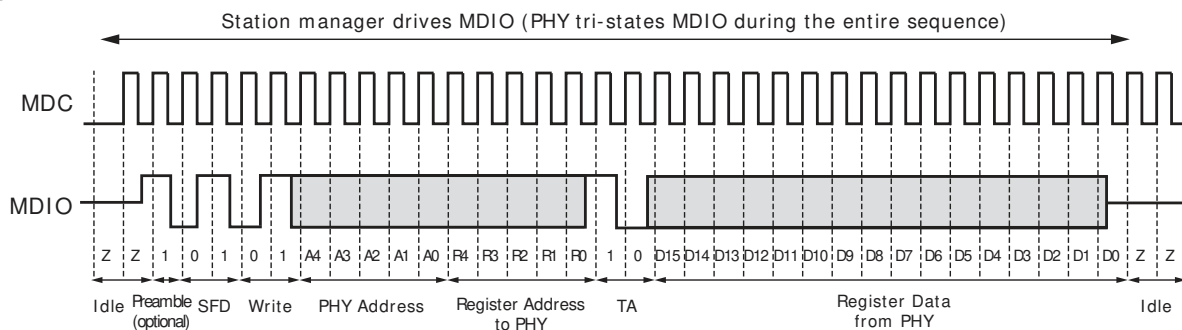 Station manager drives MDIO (PHY tri-states MDIO during the entire sequence)
MDC
MDIO
Z Z 1 0 1 0 1 A4 A3 A2 A1 A0 R4 R3 R2 R1 R0 1 0 D15 D14 D13 D12 D11 D10 D9 D8 D7 D6 D5 D4 D3 D2 D1 D0 Z Z
Idle Preamble SFD Write PHY Address Register Address TA Register Data Idle
(optional) to PHY from PHY